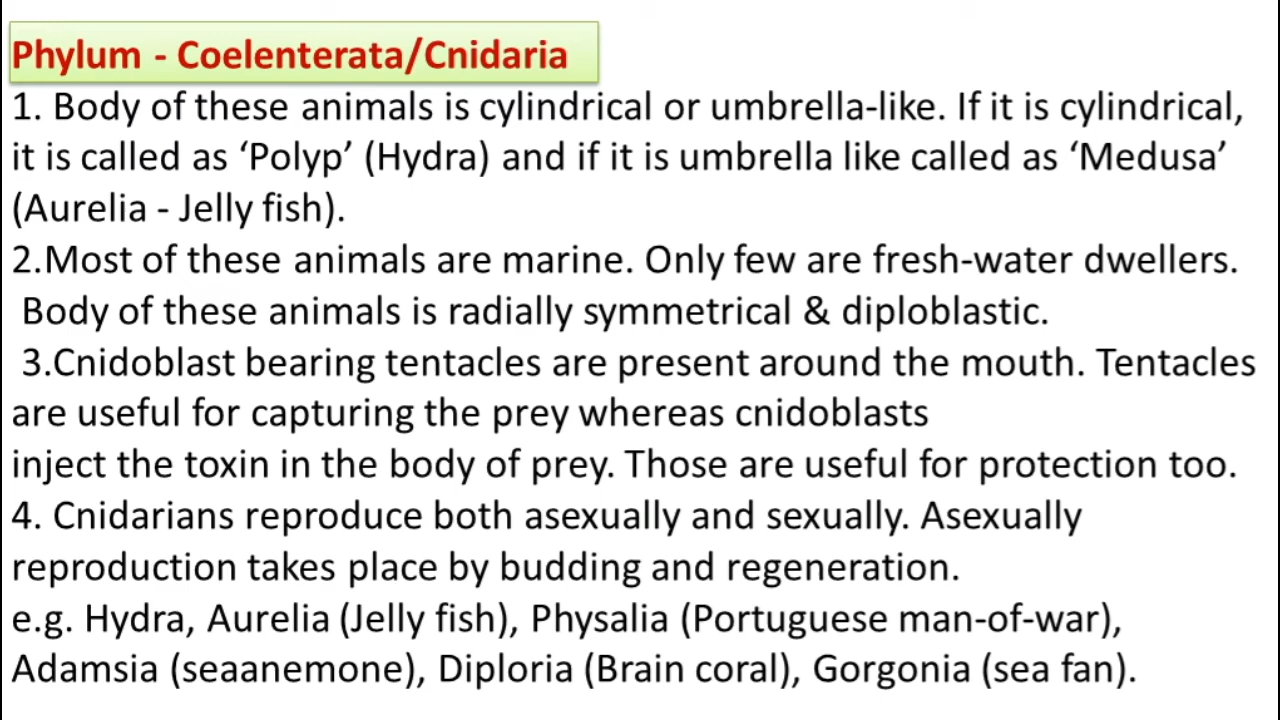 Phylum - Coelenterata/Cnidaria
1. Body of these animals is cylindrical or umbrella-like. If it is cylindrical,
it is called as ‘Polyp’ (Hydra) and if it is umbrella like called as ‘Medusa’
(Aurelia - Jelly fish).
2.Most of these animals are marine. Only few are fresh-water dwellers.
Body of these animals is radially symmetrical & diploblastic.
3.Cnidoblast bearing tentacles are present around the mouth. Tentacles
are useful for capturing the prey whereas cnidoblasts
inject the toxin in the body of prey. Those are useful for protection too.
4. Cnidarians reproduce both asexually and sexually. Asexually
reproduction takes place by budding and regeneration.
e.g. Hydra, Aurelia (Jelly fish), Physalia (Portuguese man-of-war),
Adamsia (seaanemone), Diploria (Brain coral), Gorgonia (sea fan).